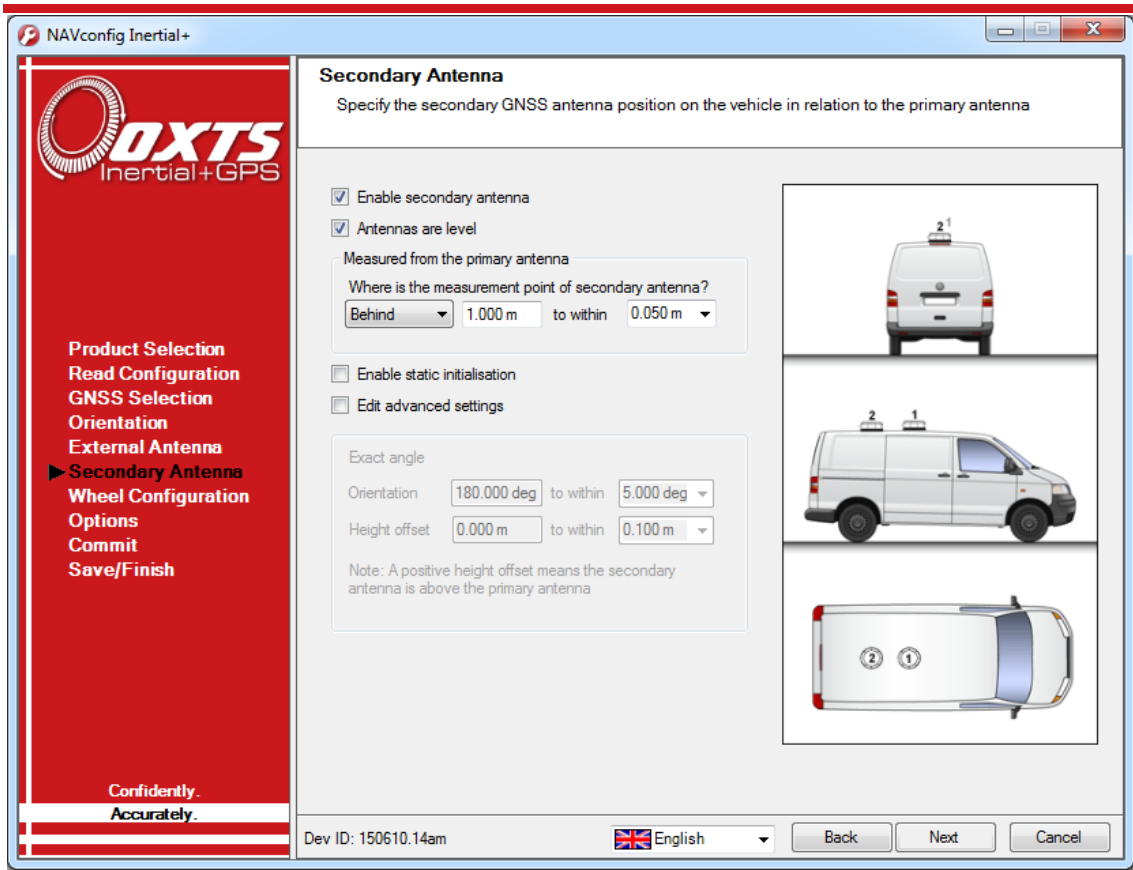 NAVconfig Inertial+
OXTS
Inertial+GPS
Product Selection
Read Configuration
GNSS Selection
Orientation
External Antenna
Secondary Antenna
Wheel Configuration
Options
Commit
Save/Finish
Confidently.
Accurately.
Secondary Antenna
Specify the secondary GNSS antenna position on the vehicle in relation to the primary antenna
Enable secondary antenna
Antennas are level
Measured from the primary antenna
Where is the measurement point of secondary antenna?
Behind 1.000 m to within 0.050 m
Enable static initialisation
Edit advanced settings
Exact angle
Orientation 180.000 deg to within 5.000 deg
Height offset 0.000 m to within 0.100 m
Note: A positive height offset means the secondary
antenna is above the primary antenna
2 1
2 1
2 1
Dev ID: 150610.14am English Back Next Cancel